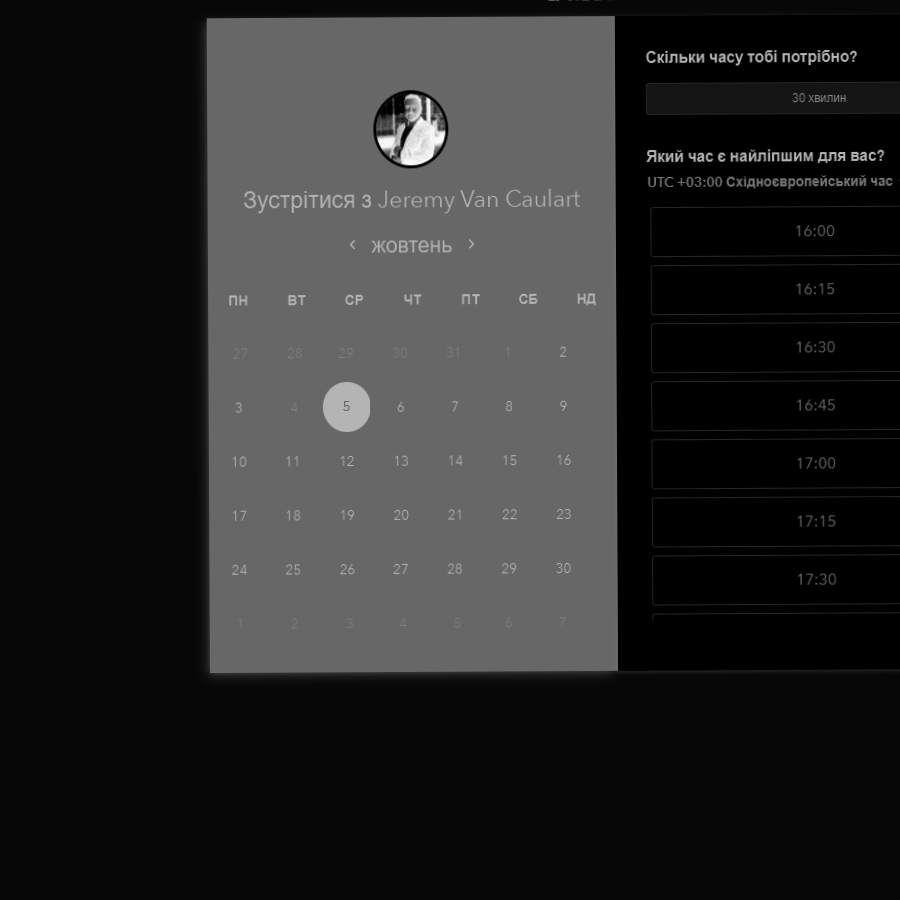 Зустрітися з Jeremy Van Caulart
‹ жовтень ›
ПН ВТ СР ЧТ ПТ СБ НД
27 28 29 30 31 1 2
3 4 5 6 7 8 9
10 11 12 13 14 15 16
17 18 19 20 21 22 23
24 25 26 27 28 29 30
1 2 3 4 5 6 7
Скільки часу тобі потрібно?
30 хвилин
Який час є найліпшим для вас?
UTC +03:00 Східноєвропейський час
16:00
16:15
16:30
16:45
17:00
17:15
17:30